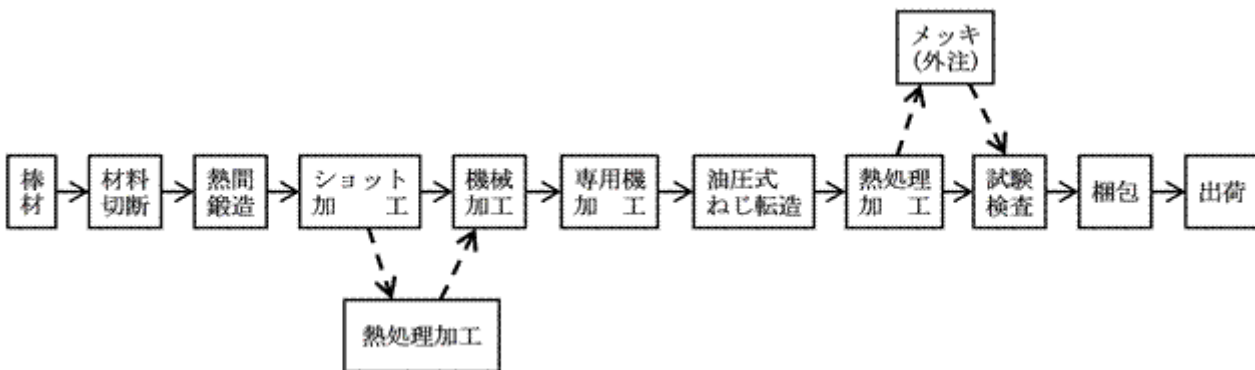 メッキ
(外注)
棒
材
材料
切断
熱間
鍛造
ショット
加工
機械
加工
専用機
加工
油圧式
ねじ転造
熱処理
加工
試験
検査
梱包
出荷
熱処理加工